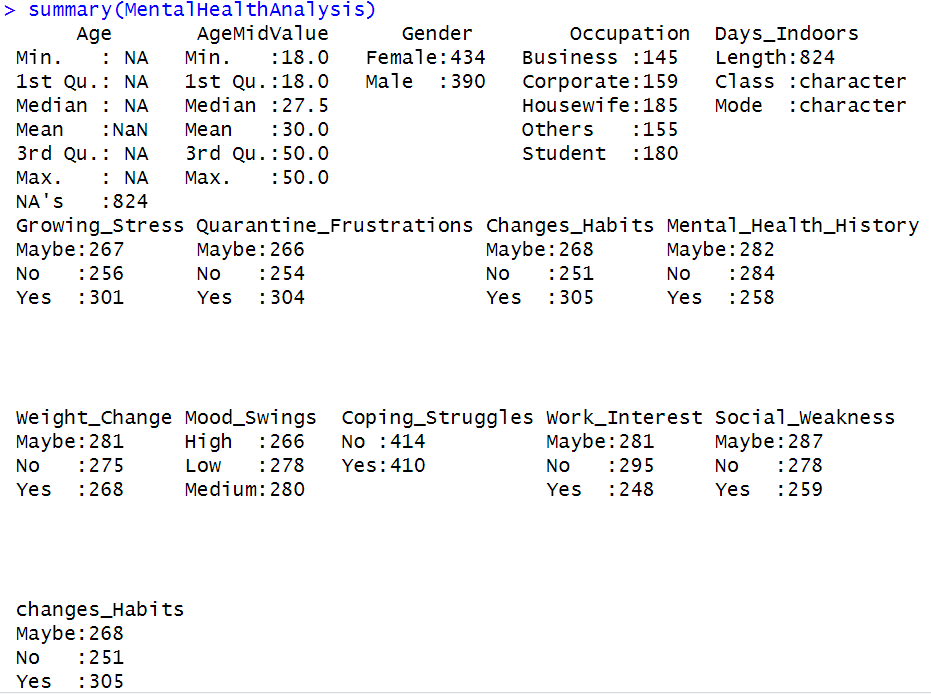 > summary(MentalHealthAnalysis)
      Age         AgeMidValue      Gender        Occupation  Days_Indoors
 Min.   : NA   Min.   :18.0   Female:434   Business :145   Length:824
 1st Qu.: NA   1st Qu.:18.0   Male  :390   Corporate:159   Class :character
 Median : NA   Median :27.5                Housewife:185   Mode  :character
 Mean   :NaN   Mean   :30.0                Others   :155
 3rd Qu.: NA   3rd Qu.:50.0                Student  :180
 Max.   : NA   Max.   :50.0
 NA's   :824
 Growing_Stress Quarantine_Frustrations Changes_Habits Mental_Health_History
 Maybe:267      Maybe:266               Maybe:268      Maybe:282
 No   :256      No   :254               No   :251      No   :284
 Yes  :301      Yes  :304               Yes  :305      Yes  :258
 Weight_Change Mood_Swings  Coping_Struggles Work_Interest Social_Weakness
 Maybe:281     High  :266   No :414          Maybe:281     Maybe:287
 No   :275     Low   :278   Yes:410          No   :295     No   :278
 Yes  :268     Medium:280                    Yes  :248     Yes  :259
 changes_Habits
 Maybe:268
 No   :251
 Yes  :305